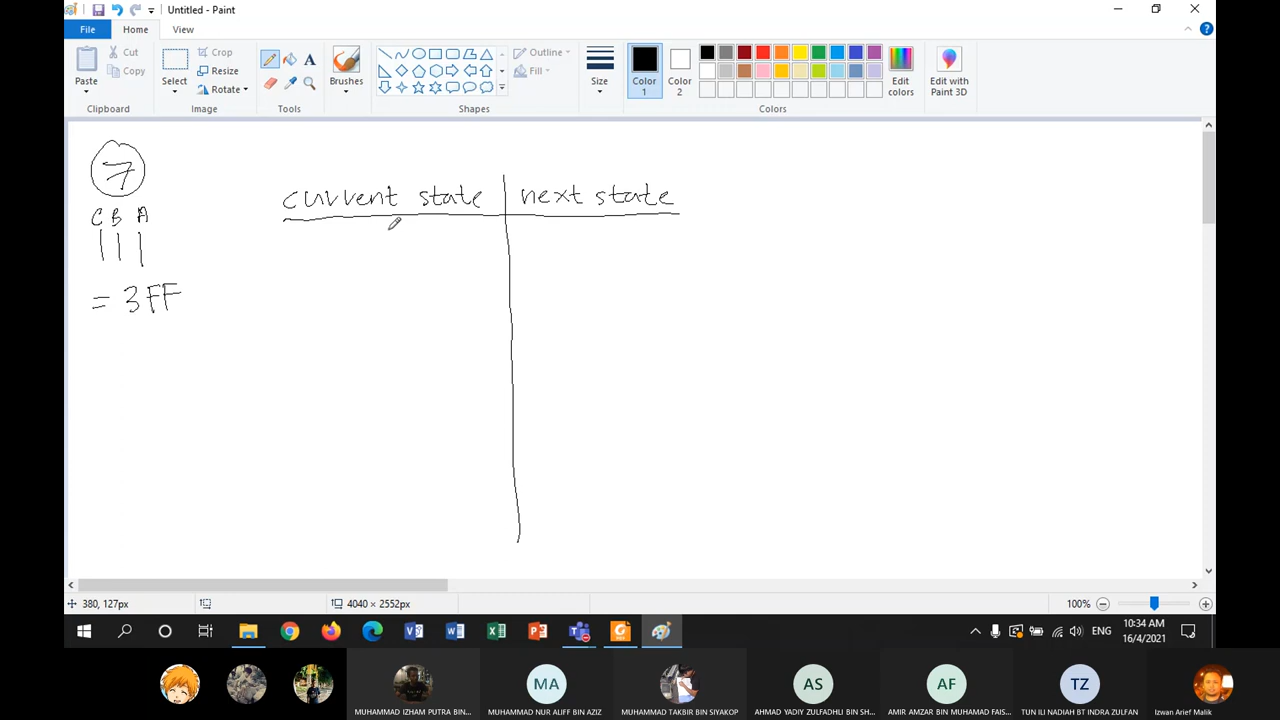 Untitled - Paint
File Home View
Cut
Copy
Paste
Clipboard
Crop
Resize
Rotate
Select
Image
Tools
Brushes
Outline
Fill
Shapes
Size
Color 1
Color 2
Edit colors
Colors
Edit with Paint 3D
7
C B A
111
= 3FF
current state next state
380, 127px
4040 × 2552px
100%
ENG
10:34 AM
16/4/2021
MUHAMMAD IZHAM PUTRA BIN...
MA
MUHAMMAD NUR ALIFF BIN AZIZ
MUHAMMAD TAKBIR BIN SIYAKOP
AS
AHMAD YADIY ZULFADHLI BIN SH...
AF
AMIR AMZAR BIN MUHAMAD FAIS...
TZ
TUN ILI NADIAH BT INDRA ZULFAN
Izwan Arief Malik